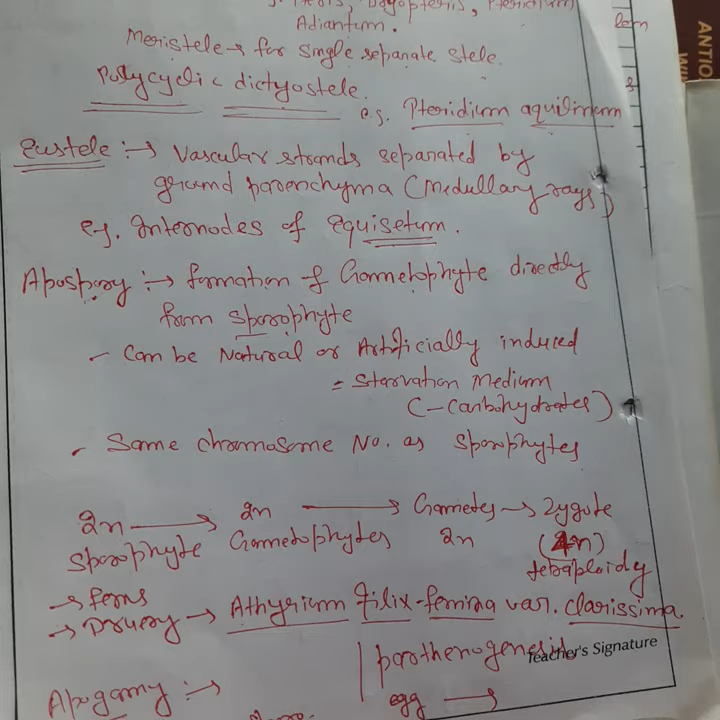 Dryopteris, Pteridium
Adiantum.
Meristele → for single separate stele.
Polycyclic dictyostele.
e.g. Pteridium aquilinum
Eustele :→ Vascular strands separated by
ground parenchyma (Medullary rays)
eg. Internodes of Equisetum.
Apospory :→ formation of Gametophyte directly
from Sporophyte
- Can be Natural or Artificially induced
= Starvation Medium
(-Carbohydrates)
- Same chromosome No. as sporophytes
2n → 2n → Gametes → Zygote
Sporophyte Gametophytes 2n (4n)
tetraploidy
→ ferns
→ Druery → Athyrium filix-femina var. clarissima.
parthenogenesis
Teacher's Signature
Apogamy :→
egg →